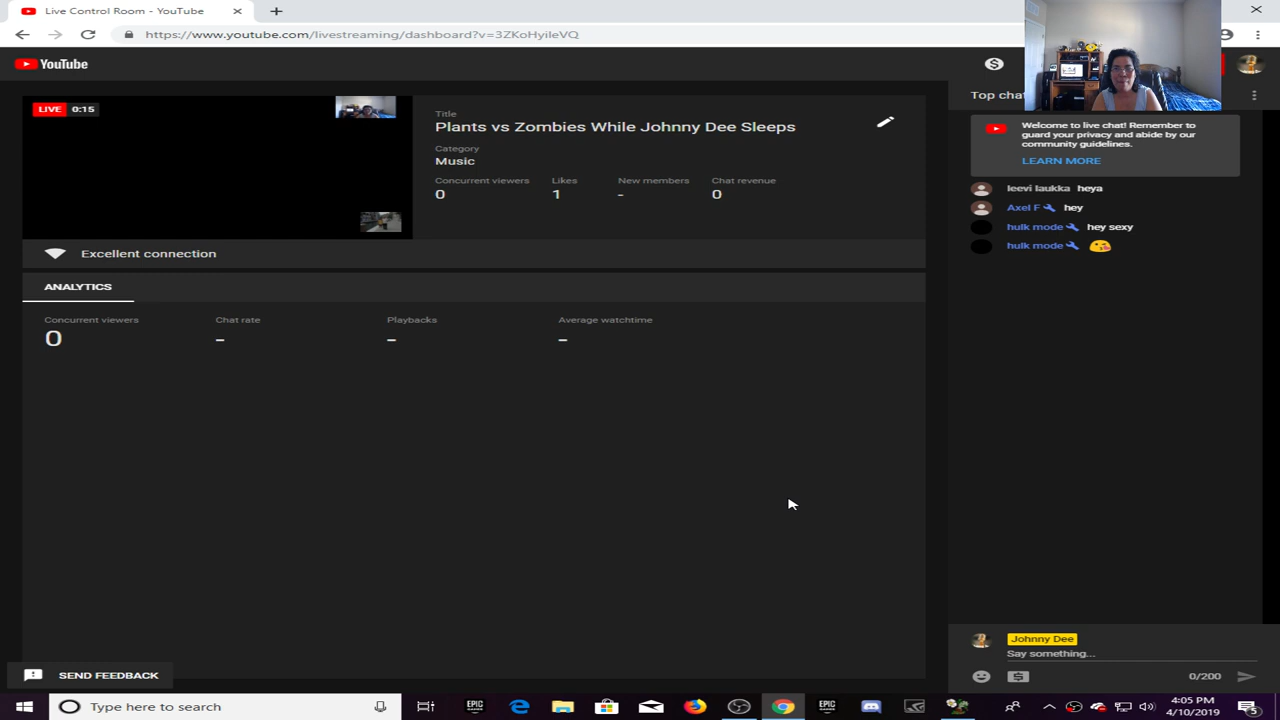 Live Control Room - YouTube
https://www.youtube.com/livestreaming/dashboard?v=3ZKoHyiIeVQ
YouTube
LIVE 0:15
Title
Plants vs Zombies While Johnny Dee Sleeps
Category
Music
Concurrent viewers Likes New members Chat revenue
0 1 - 0
Excellent connection
ANALYTICS
Concurrent viewers Chat rate Playbacks Average watchtime
0 - - -
SEND FEEDBACK
Top chat
Welcome to live chat! Remember to
guard your privacy and abide by our
community guidelines.
LEARN MORE
leevi laukka heya
Axel F hey
hulk mode hey sexy
hulk mode
Johnny Dee
Say something...
0/200
Type here to search
EPIC
EPIC
4:05 PM
4/10/2019
5